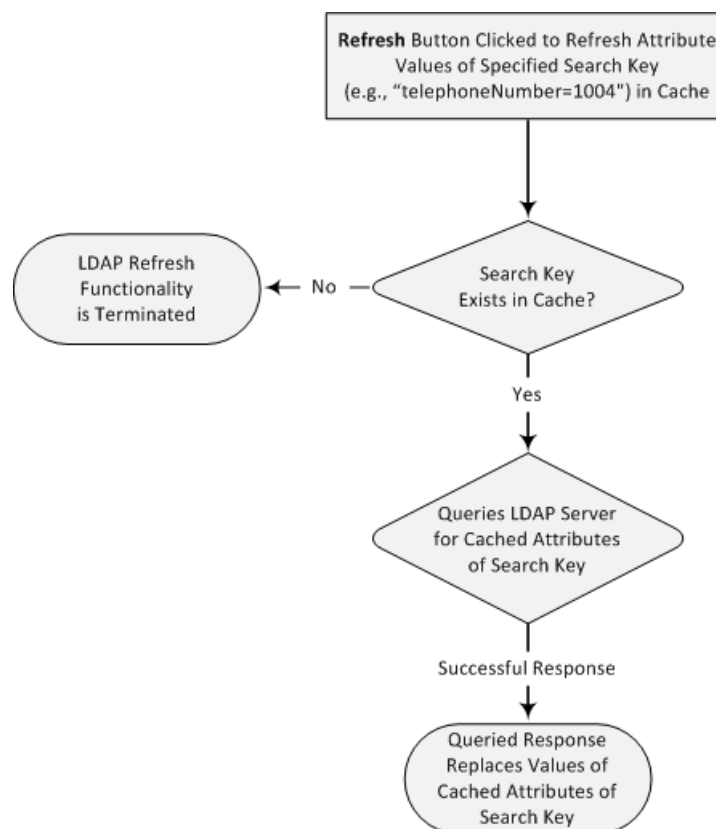 Refresh Button Clicked to Refresh Attribute
Values of Specified Search Key
(e.g., “telephoneNumber=1004") in Cache
LDAP Refresh
Functionality
is Terminated
No
Search Key
Exists in Cache?
Yes
Queries LDAP Server
for Cached Attributes
of Search Key
Successful Response
Queried Response
Replaces Values of
Cached Attributes of
Search Key